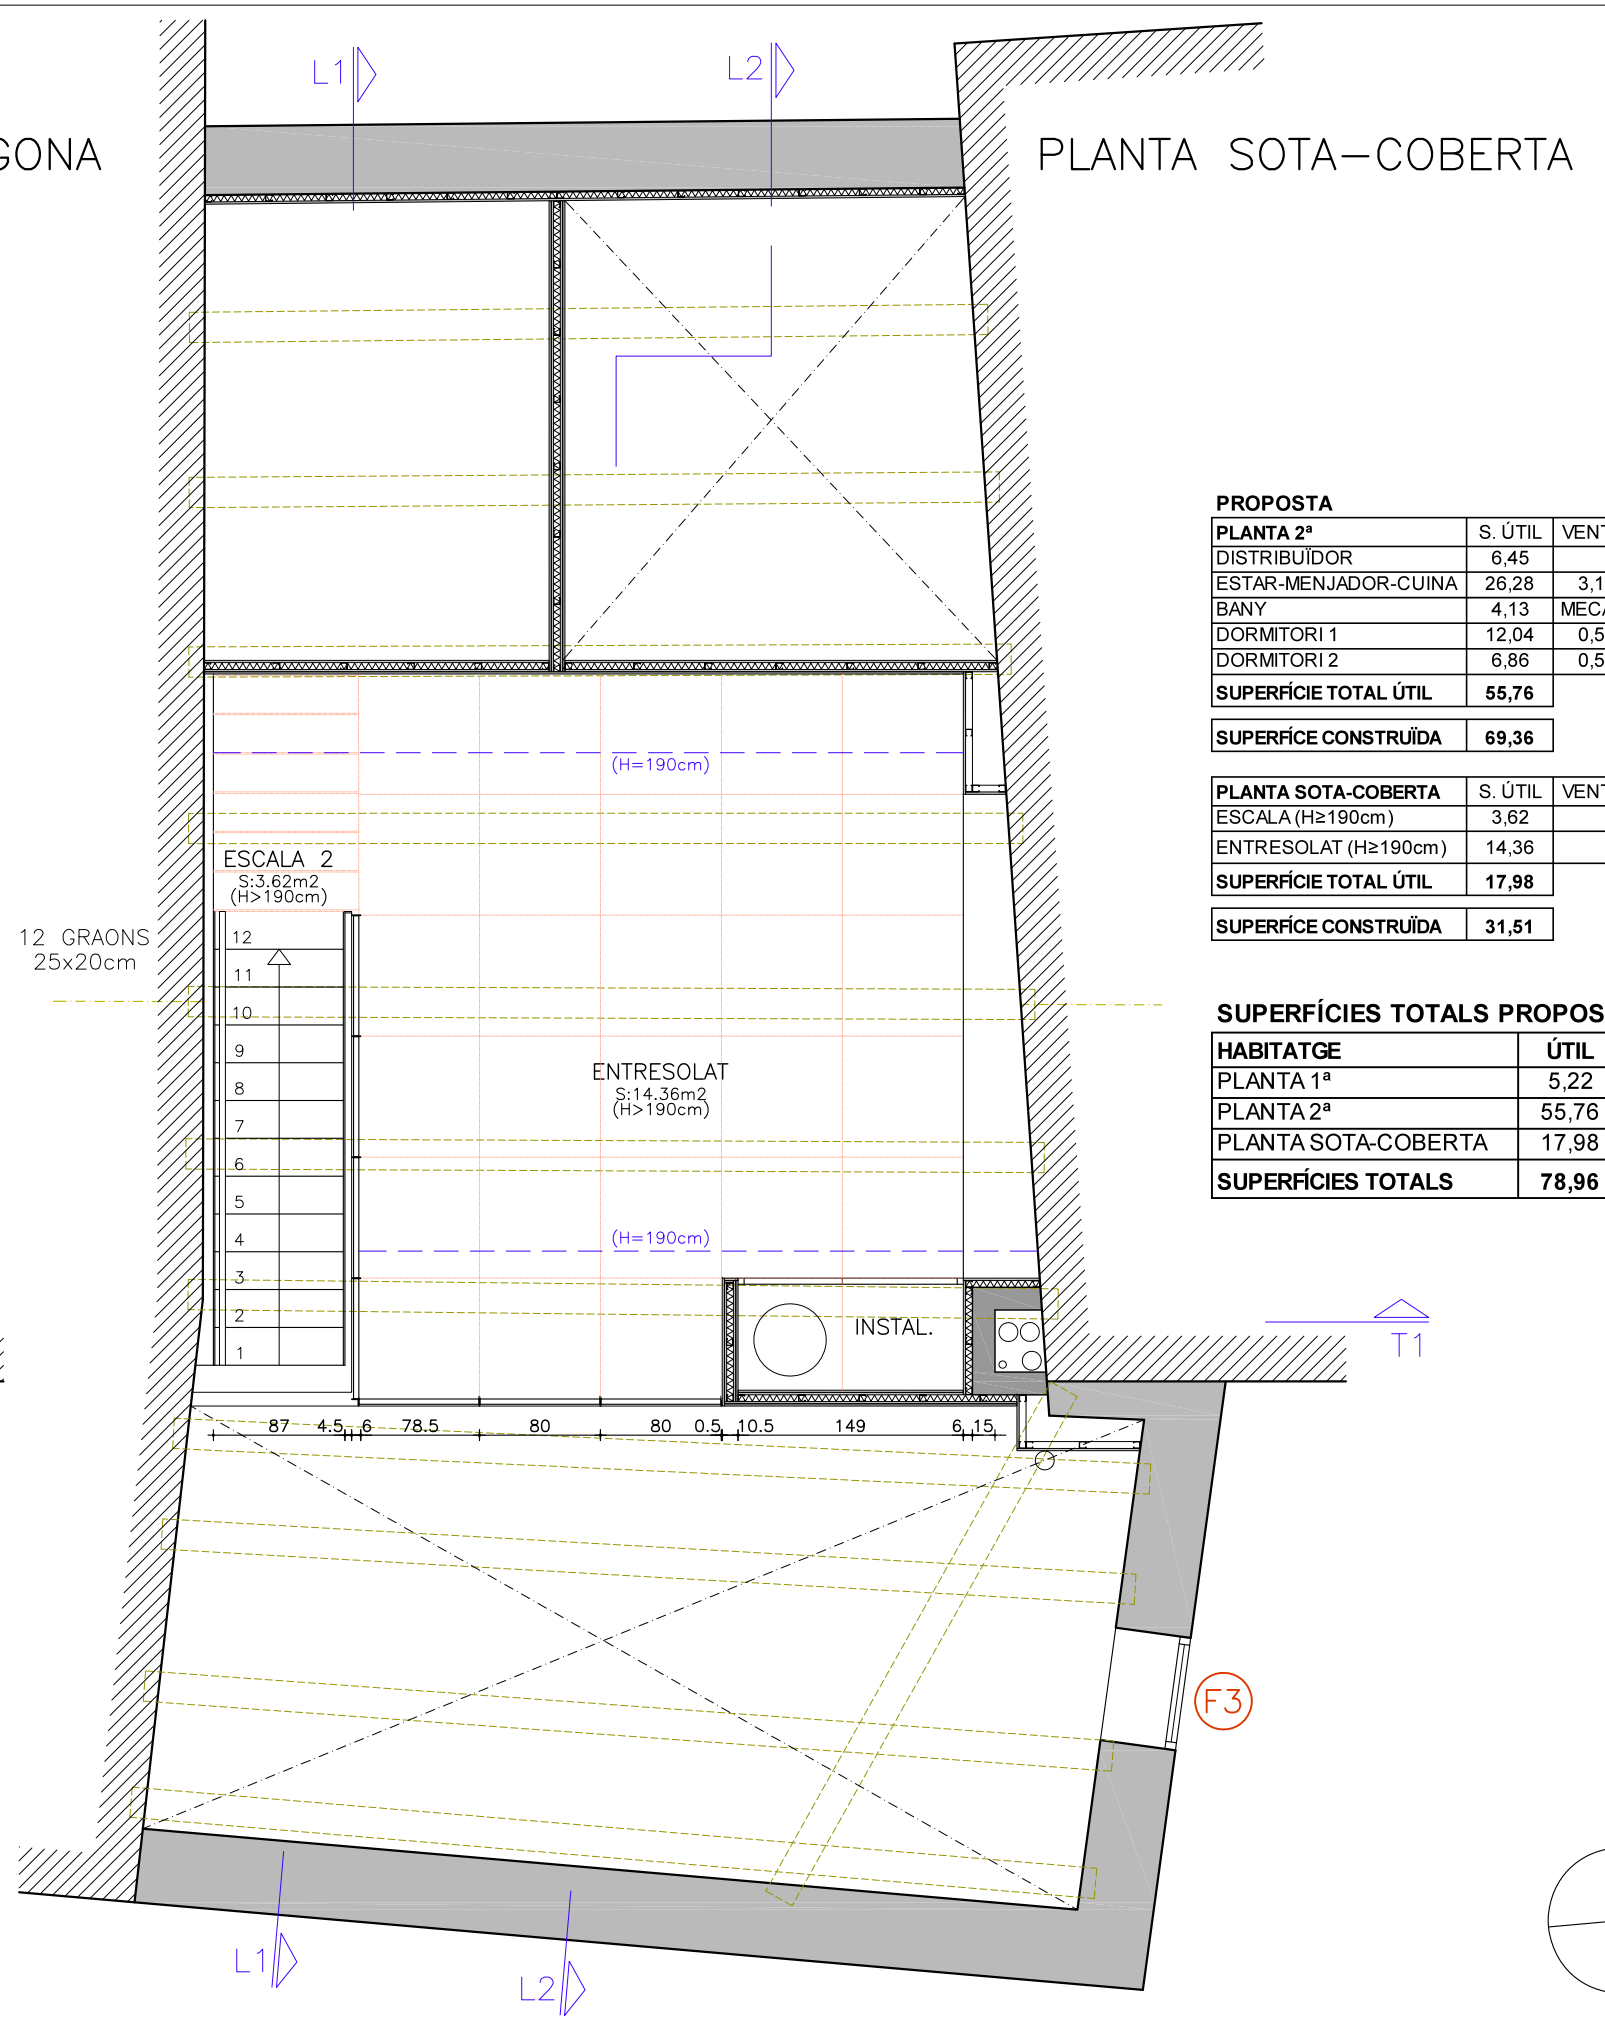 L1
L2
GONA
PLANTA SOTA-COBERTA
PROPOSTA
PLANTA 2ª S. ÚTIL VENT
DISTRIBUÏDOR 6,45
ESTAR-MENJADOR-CUINA 26,28 3,1
BANY 4,13 MECA
DORMITORI 1 12,04 0,5
DORMITORI 2 6,86 0,5
SUPERFÍCIE TOTAL ÚTIL 55,76
SUPERFÍCE CONSTRUÏDA 69,36
(H=190cm)
PLANTA SOTA-COBERTA S. ÚTIL VENT
ESCALA (H≥190cm) 3,62
ENTRESOLAT (H≥190cm) 14,36
SUPERFÍCIE TOTAL ÚTIL 17,98
SUPERFÍCE CONSTRUÏDA 31,51
ESCALA 2
S:3.62m2
(H>190cm)
12 GRAONS
25x20cm
12
11
10
9
8
7
6
5
4
3
2
1
SUPERFÍCIES TOTALS PROPOS
HABITATGE ÚTIL
PLANTA 1ª 5,22
PLANTA 2ª 55,76
PLANTA SOTA-COBERTA 17,98
SUPERFÍCIES TOTALS 78,96
ENTRESOLAT
S:14.36m2
(H>190cm)
(H=190cm)
INSTAL.
T1
87 4.5 6 78.5 80 80 0.5 10.5 149 6 15
F3
L1
L2